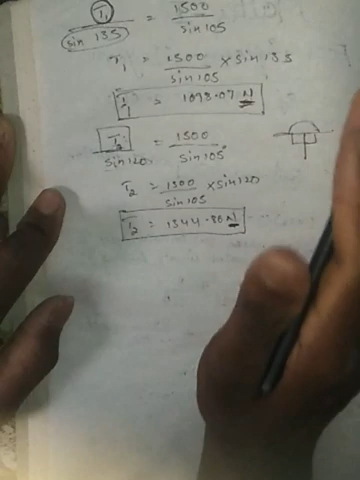 T₁ / sin 135 = 1500 / sin 105
T₁ = 1500 / sin 105 × sin 135
T₁ = 1098.07 N
T₂ / sin 120 = 1500 / sin 105°
T₂ = 1500 / sin 105 × sin 120
T₂ = 1344.86 N